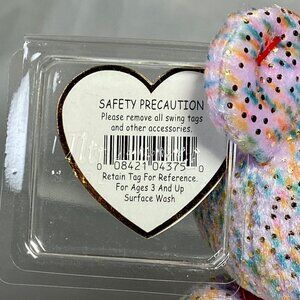 SAFETY PRECAUTION
Please remove all swing tags
and other accessories.
0 08421 04375 0
Retain Tag For Reference.
For Ages 3 And Up
Surface Wash